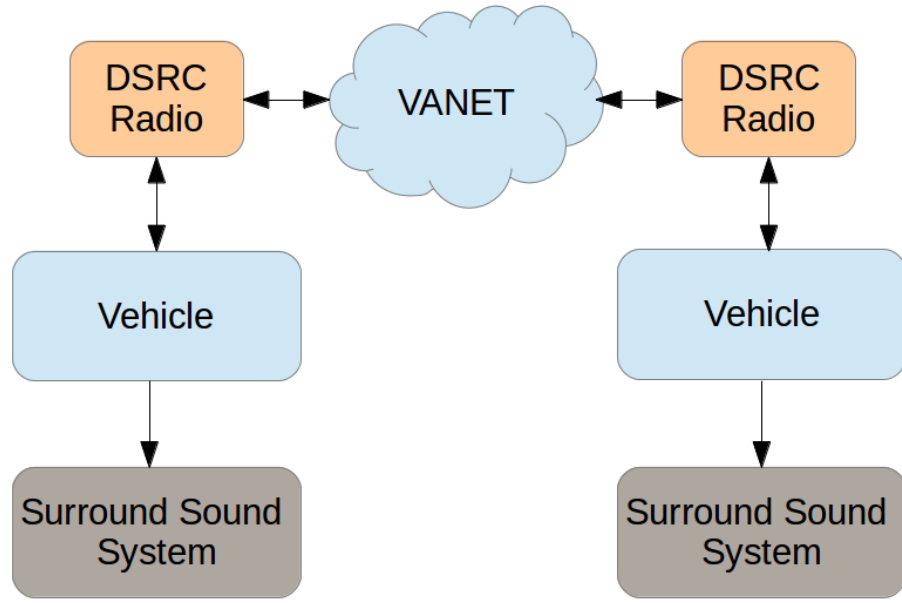 DSRC
Radio
VANET
DSRC
Radio
Vehicle
Vehicle
Surround Sound
System
Surround Sound
System